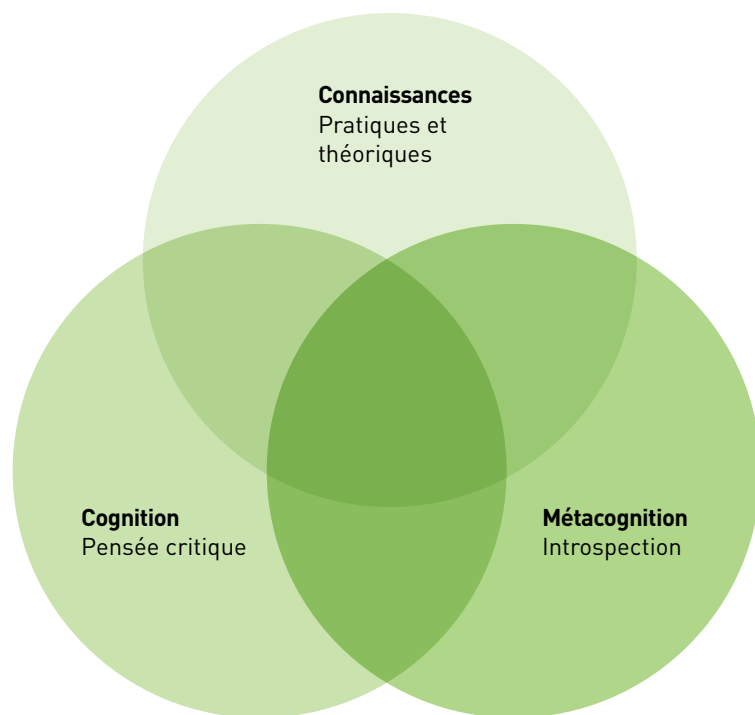 Connaissances
Pratiques et
théoriques
Cognition
Pensée critique
Métacognition
Introspection